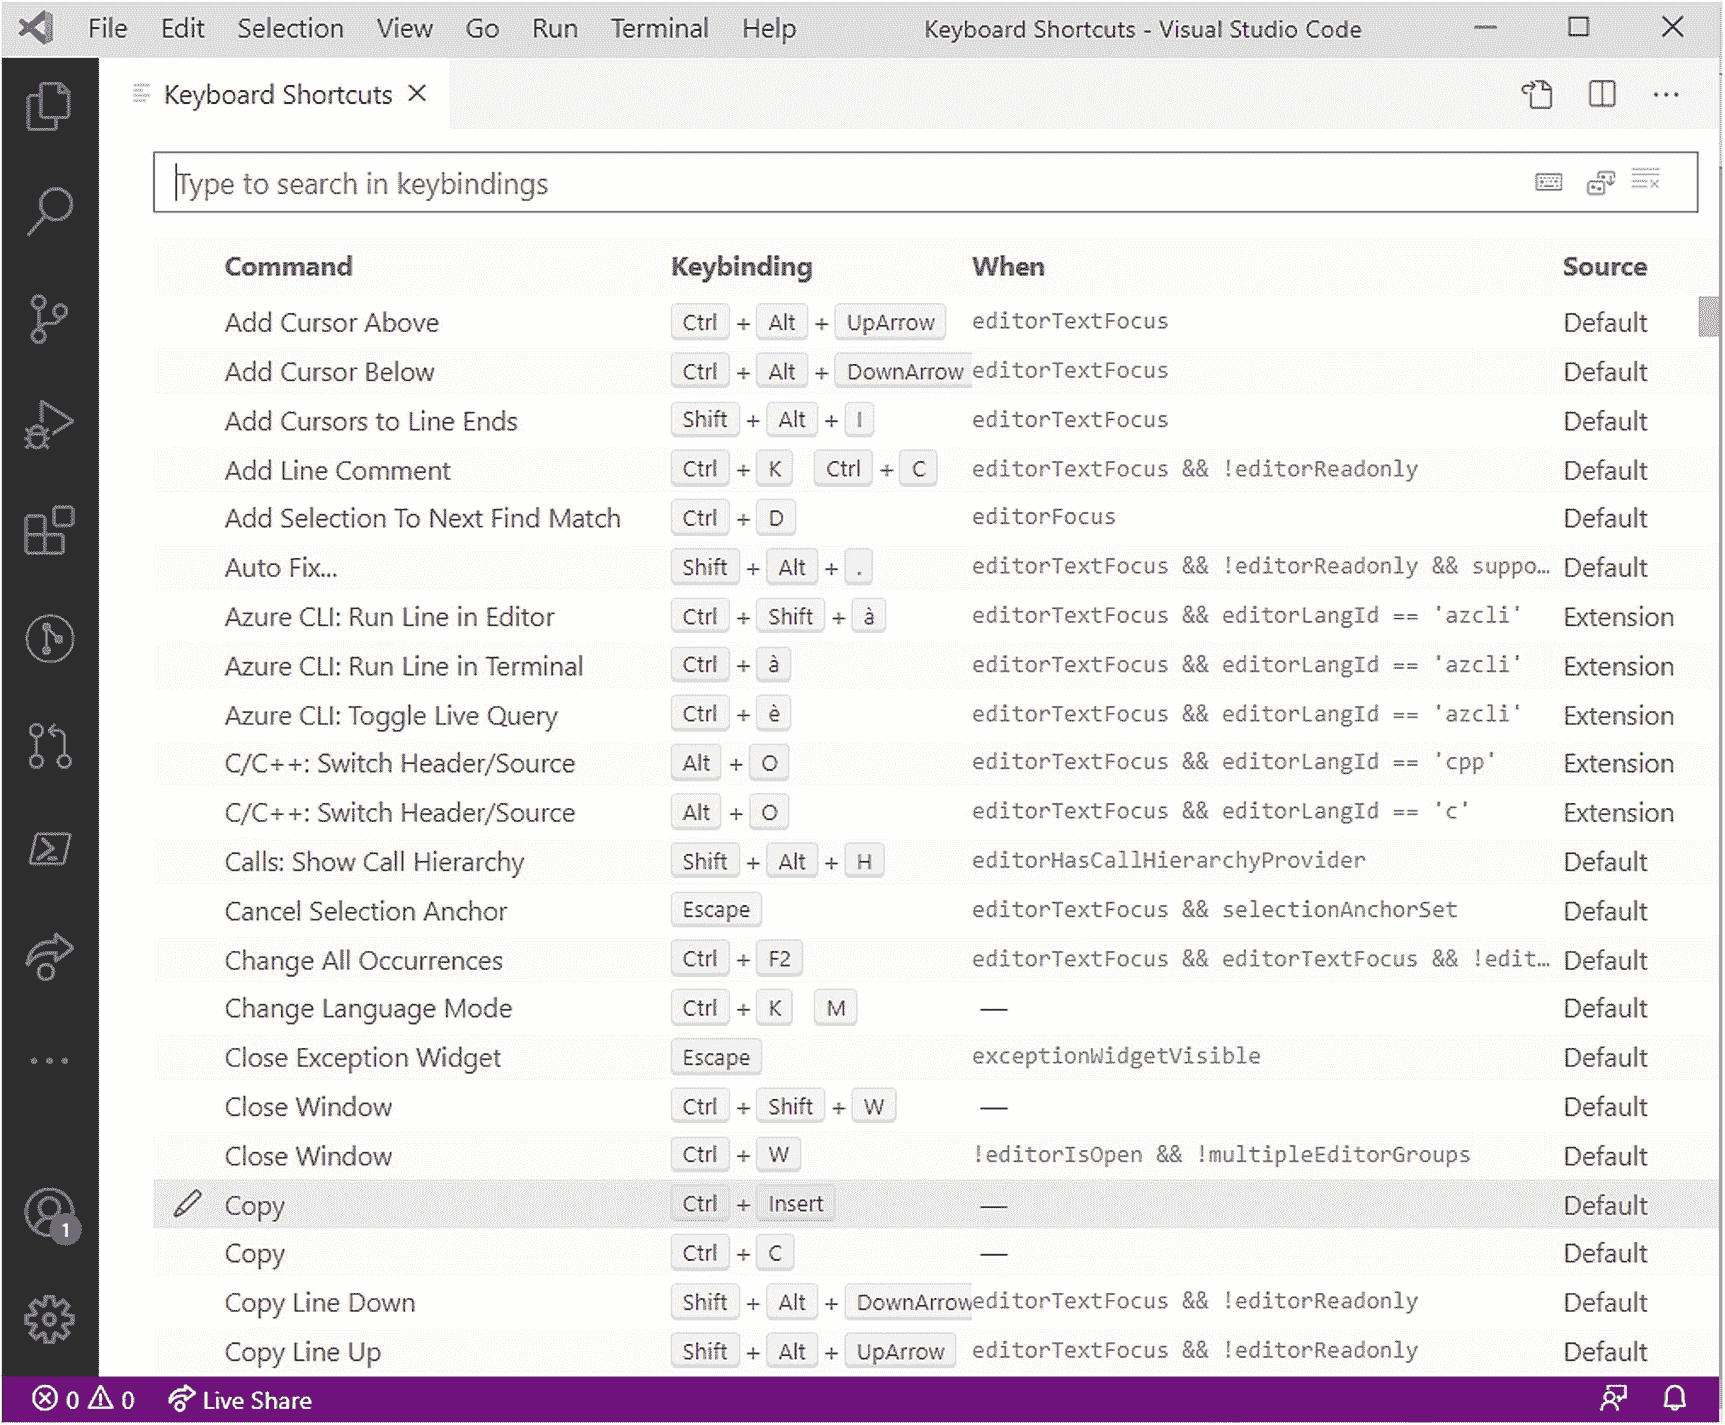 File Edit Selection View Go Run Terminal Help Keyboard Shortcuts - Visual Studio Code
Keyboard Shortcuts
Type to search in keybindings
Command Keybinding When Source
Add Cursor Above Ctrl + Alt + UpArrow editorTextFocus Default
Add Cursor Below Ctrl + Alt + DownArrow editorTextFocus Default
Add Cursors to Line Ends Shift + Alt + I editorTextFocus Default
Add Line Comment Ctrl + K Ctrl + C editorTextFocus && !editorReadonly Default
Add Selection To Next Find Match Ctrl + D editorFocus Default
Auto Fix... Shift + Alt + . editorTextFocus && !editorReadonly && suppo... Default
Azure CLI: Run Line in Editor Ctrl + Shift + à editorTextFocus && editorLangId == 'azcli' Extension
Azure CLI: Run Line in Terminal Ctrl + à editorTextFocus && editorLangId == 'azcli' Extension
Azure CLI: Toggle Live Query Ctrl + è editorTextFocus && editorLangId == 'azcli' Extension
C/C++: Switch Header/Source Alt + O editorTextFocus && editorLangId == 'cpp' Extension
C/C++: Switch Header/Source Alt + O editorTextFocus && editorLangId == 'c' Extension
Calls: Show Call Hierarchy Shift + Alt + H editorHasCallHierarchyProvider Default
Cancel Selection Anchor Escape editorTextFocus && selectionAnchorSet Default
Change All Occurrences Ctrl + F2 editorTextFocus && editorTextFocus && !edit... Default
Change Language Mode Ctrl + K M — Default
Close Exception Widget Escape exceptionWidgetVisible Default
Close Window Ctrl + Shift + W — Default
Close Window Ctrl + W !editorIsOpen && !multipleEditorGroups Default
Copy Ctrl + Insert — Default
Copy Ctrl + C — Default
Copy Line Down Shift + Alt + DownArrow editorTextFocus && !editorReadonly Default
Copy Line Up Shift + Alt + UpArrow editorTextFocus && !editorReadonly Default
1
0 0 Live Share